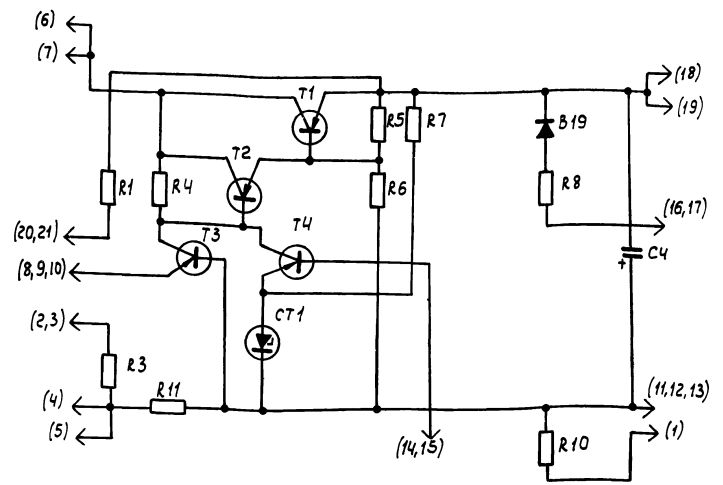 (6)
(7)
(18)
(19)
T1
R5
R7
B19
T2
R1
R4
R6
R8
(16,17)
(20,21)
T3
T4
C4
+
(8,9,10)
(2,3)
CT1
R3
R11
(4)
(5)
(11,12,13)
(14,15)
R10
(1)